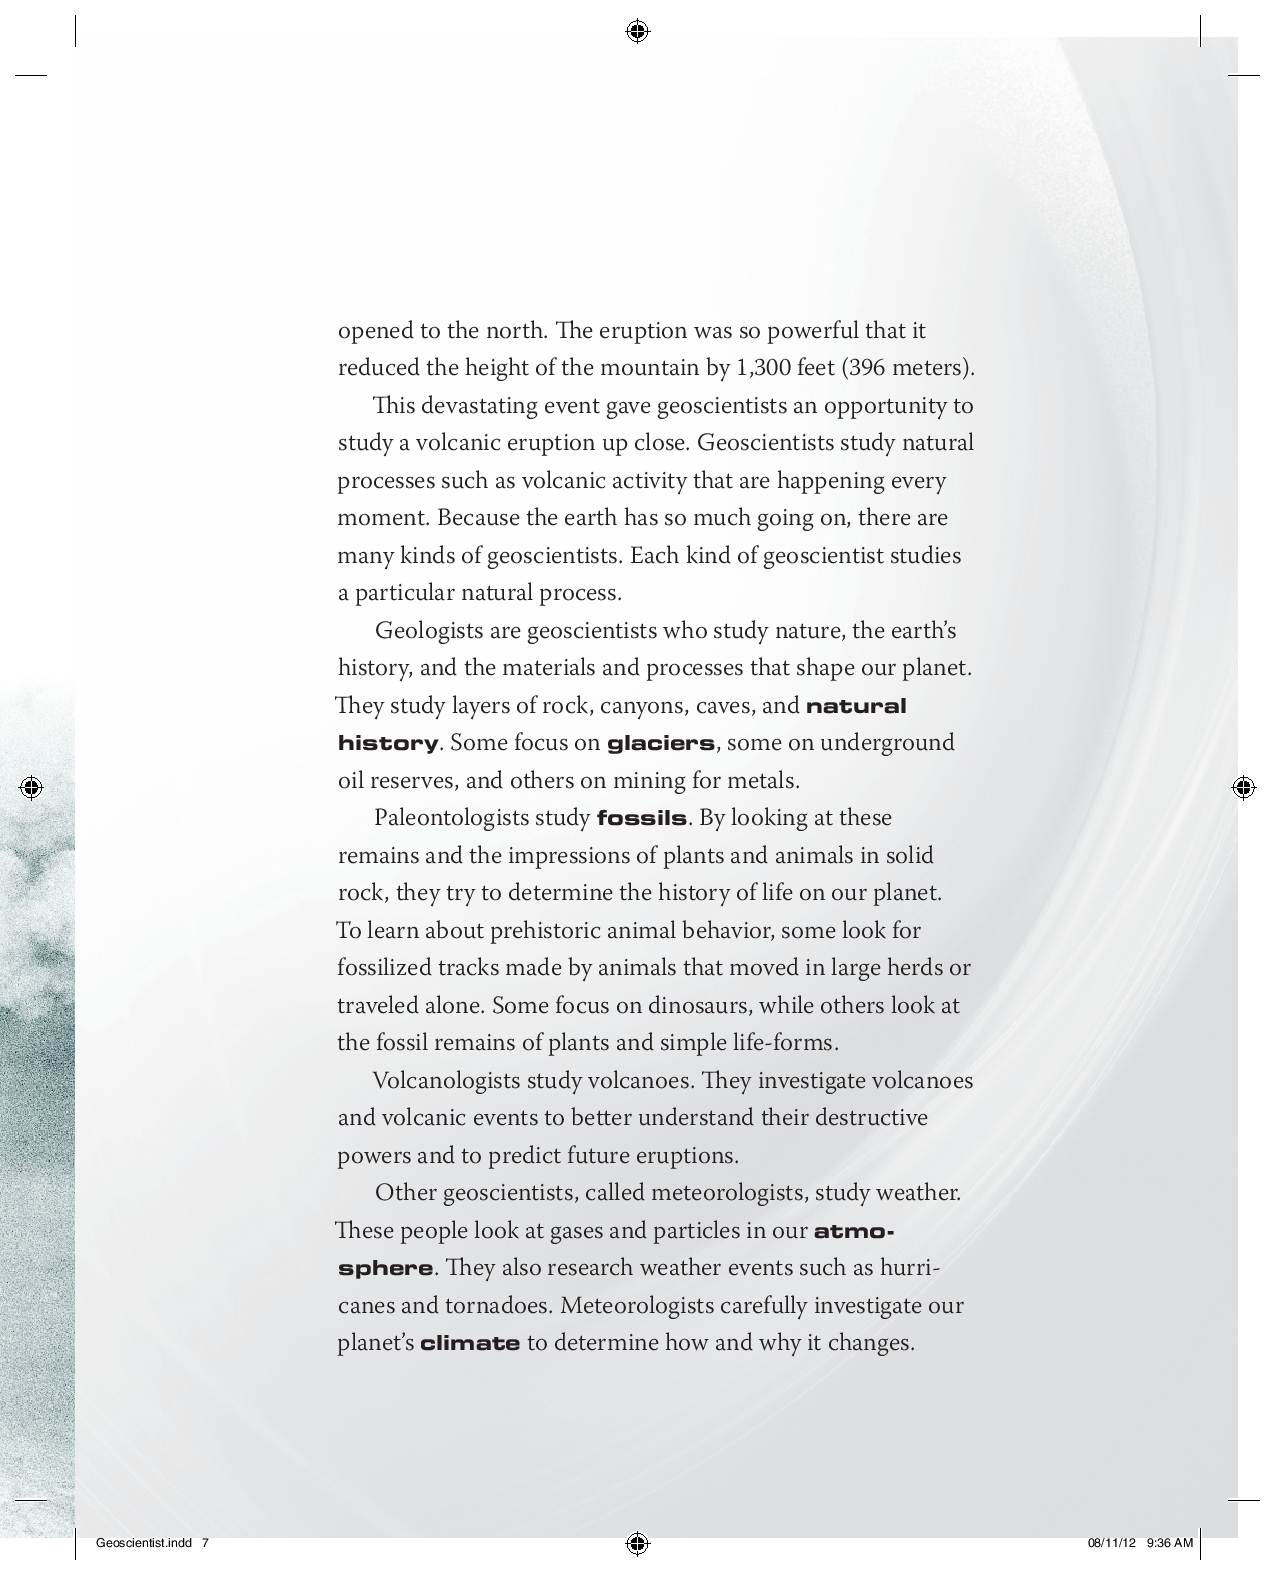 opened to the north. The eruption was so powerful that it
reduced the height of the mountain by 1,300 feet (396 meters).
This devastating event gave geoscientists an opportunity to
study a volcanic eruption up close. Geoscientists study natural
processes such as volcanic activity that are happening every
moment. Because the earth has so much going on, there are
many kinds of geoscientists. Each kind of geoscientist studies
a particular natural process.
Geologists are geoscientists who study nature, the earth’s
history, and the materials and processes that shape our planet.
They study layers of rock, canyons, caves, and natural
history. Some focus on glaciers, some on underground
oil reserves, and others on mining for metals.
Paleontologists study fossils. By looking at these
remains and the impressions of plants and animals in solid
rock, they try to determine the history of life on our planet.
To learn about prehistoric animal behavior, some look for
fossilized tracks made by animals that moved in large herds or
traveled alone. Some focus on dinosaurs, while others look at
the fossil remains of plants and simple life-forms.
Volcanologists study volcanoes. They investigate volcanoes
and volcanic events to better understand their destructive
powers and to predict future eruptions.
Other geoscientists, called meteorologists, study weather.
These people look at gases and particles in our atmo-
sphere. They also research weather events such as hurri-
canes and tornadoes. Meteorologists carefully investigate our
planet’s climate to determine how and why it changes.
Geoscientist.indd 7
08/11/12 9:36 AM